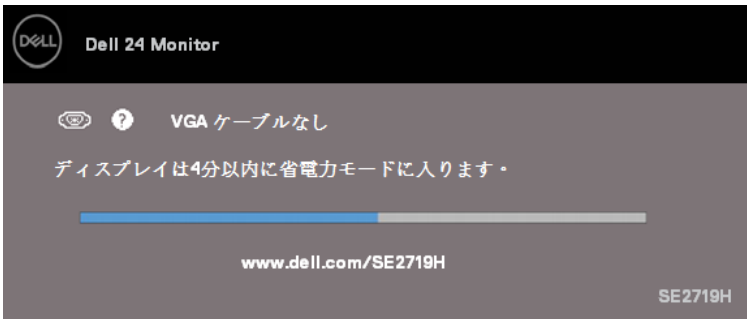 DELL
Dell 24 Monitor
? VGA ケーブルなし
ディスプレイは4分以内に省電力モードに入ります。
www.dell.com/SE2719H
SE2719H